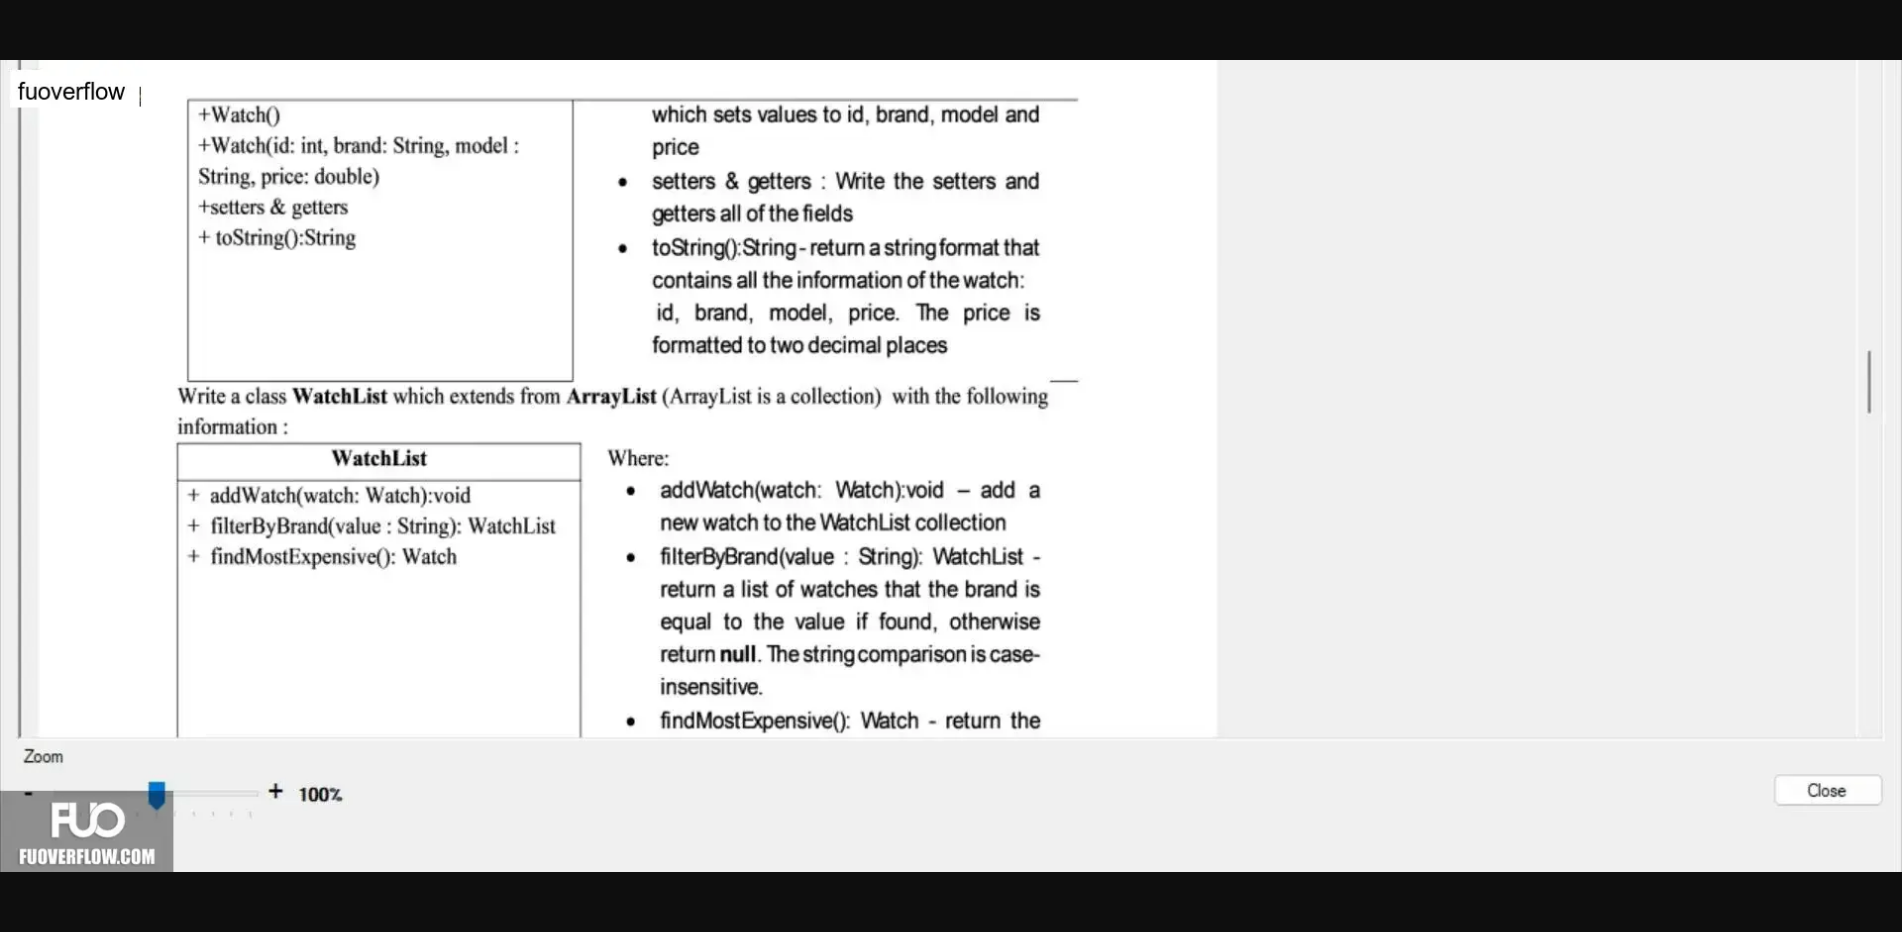 fuoverflow
+Watch()
+Watch(id: int, brand: String, model :
String, price: double)
+setters & getters
+ toString():String
which sets values to id, brand, model and
price
• setters & getters : Write the setters and
getters all of the fields
• toString():String - return a string format that
contains all the information of the watch:
id, brand, model, price. The price is
formatted to two decimal places
Write a class WatchList which extends from ArrayList (ArrayList is a collection) with the following
information :
WatchList
+ addWatch(watch: Watch):void
+ filterByBrand(value : String): WatchList
+ findMostExpensive(): Watch
Where:
• addWatch(watch: Watch):void – add a
new watch to the WatchList collection
• filterByBrand(value : String): WatchList -
return a list of watches that the brand is
equal to the value if found, otherwise
return null. The string comparison is case-
insensitive.
• findMostExpensive(): Watch - return the
Zoom
- + 100%
Close
FUO
FUOVERFLOW.COM